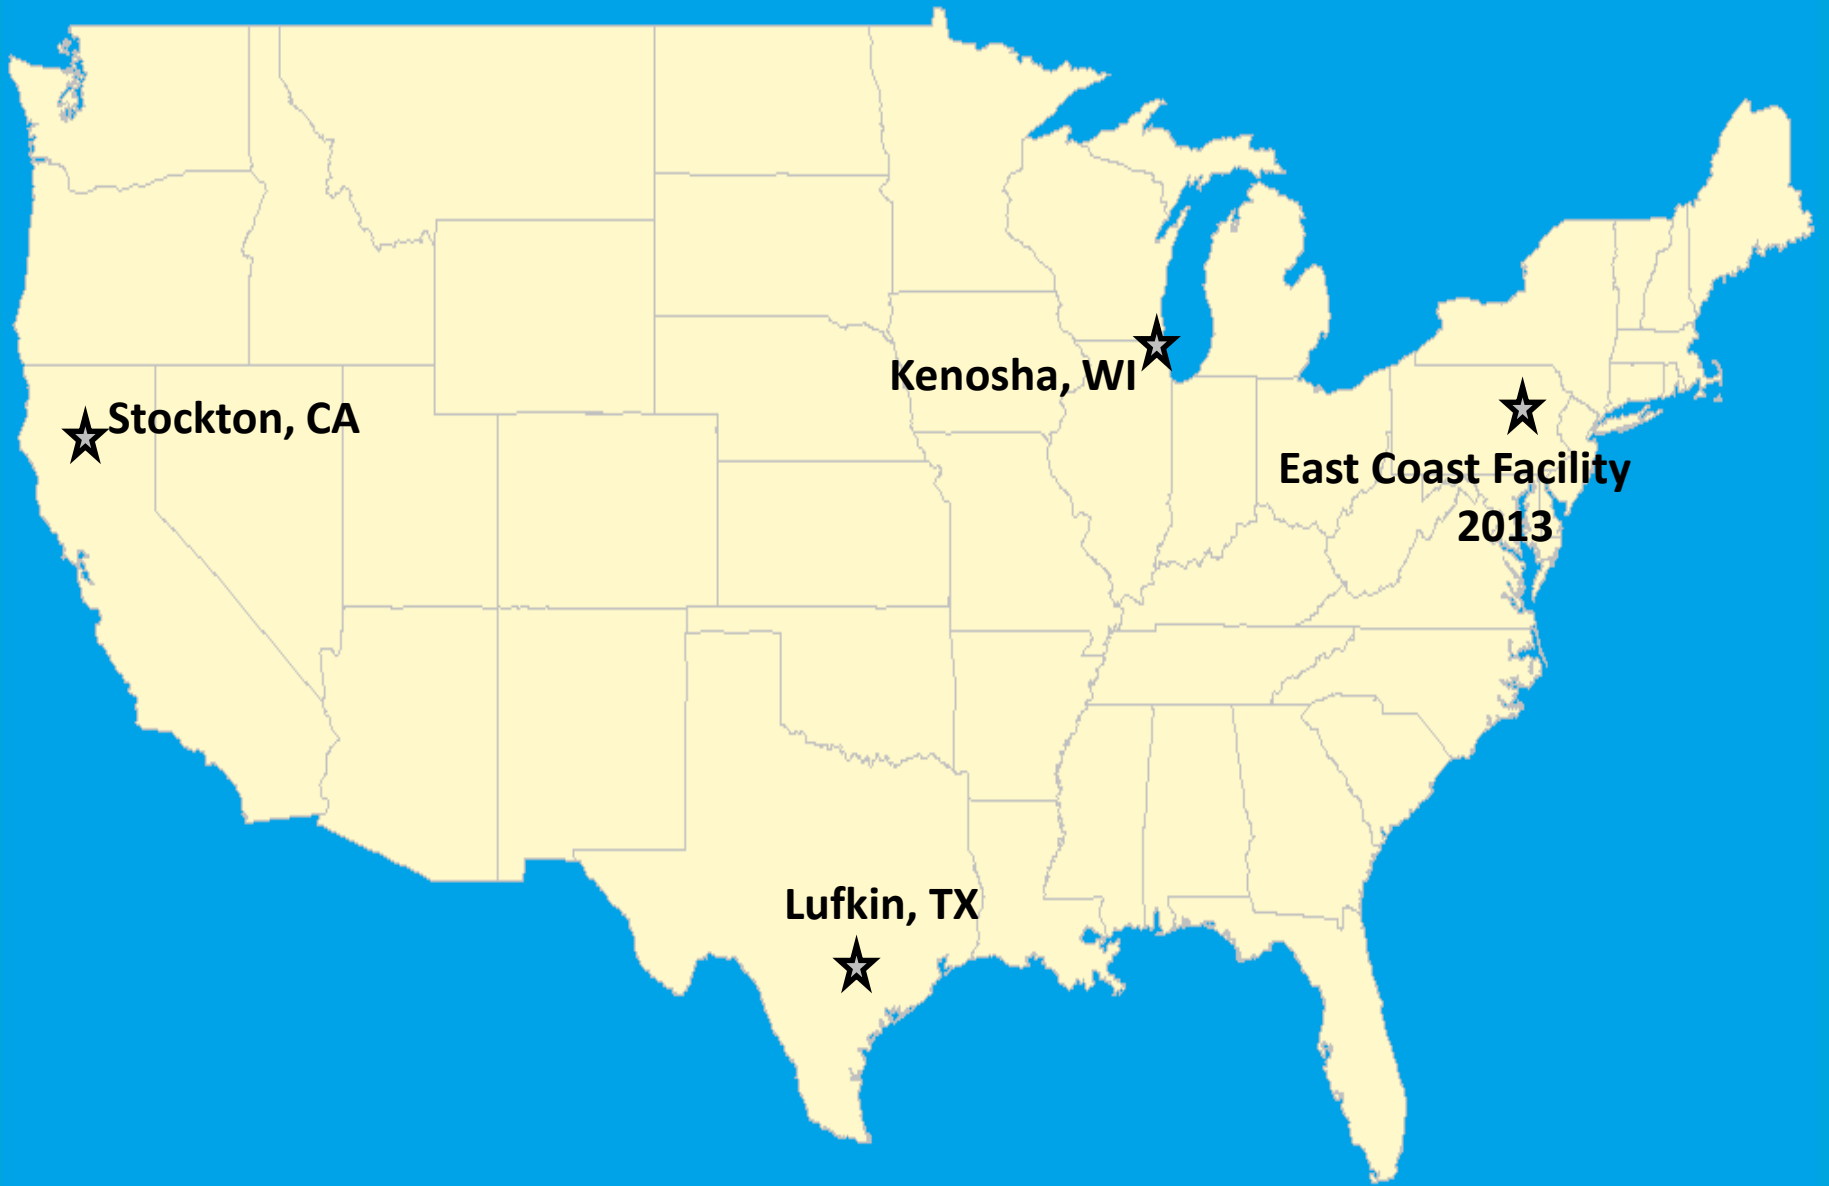 Kenosha, WI
Stockton, CA
East Coast Facility
2013
Lufkin, TX